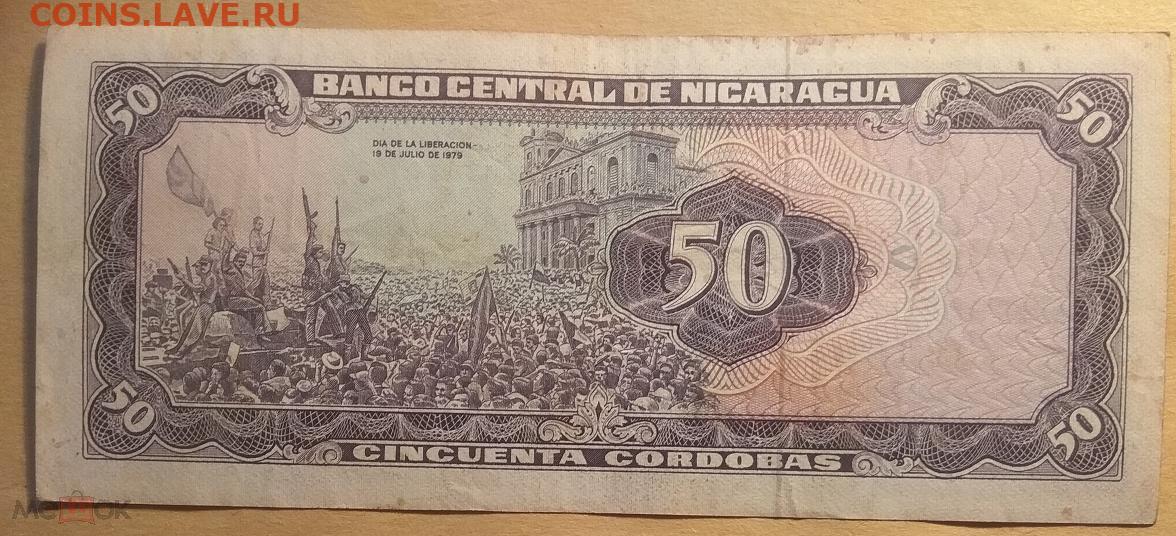 COINS.LAVE.RU
BANCO CENTRAL DE NICARAGUA
50
50
DIA DE LA LIBERACION-
19 DE JULIO DE 1979
50
50
50
CINCUENTA CORDOBAS